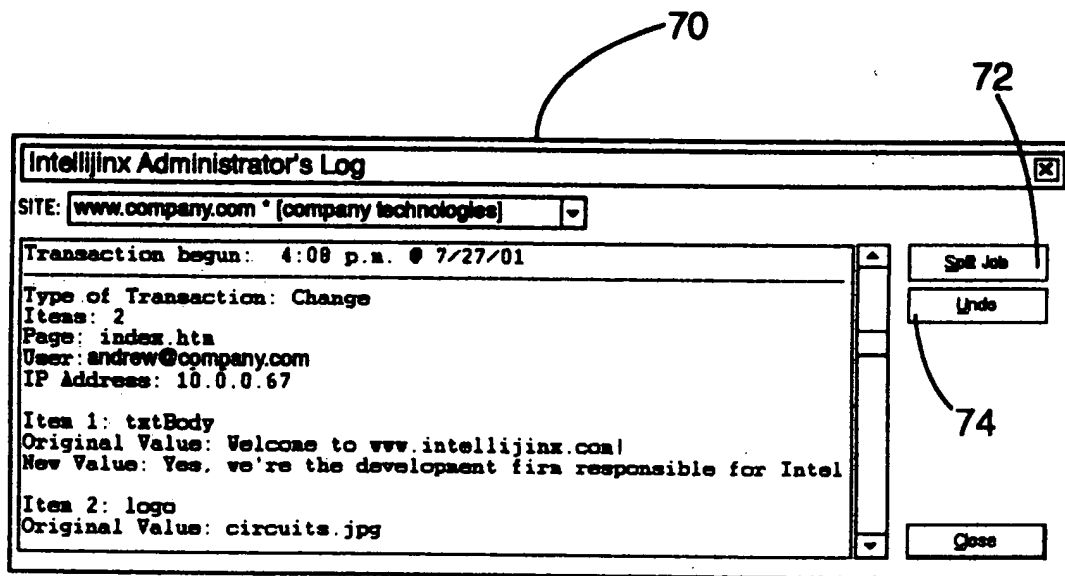 70
72
Intellijinx Administrator's Log
SITE: www.company.com * [company technologies]
Transaction begun: 4:08 p.m. @ 7/27/01
Split Job
Type of Transaction: Change
Undo
Items: 2
Page: index.htm
User: andrew@company.com
IP Address: 10.0.0.67
74
Item 1: txtBody
Original Value: Welcome to www.intellijinx.com!
New Value: Yes, we're the development firm responsible for Intel
Item 2: logo
Original Value: circuits.jpg
Close